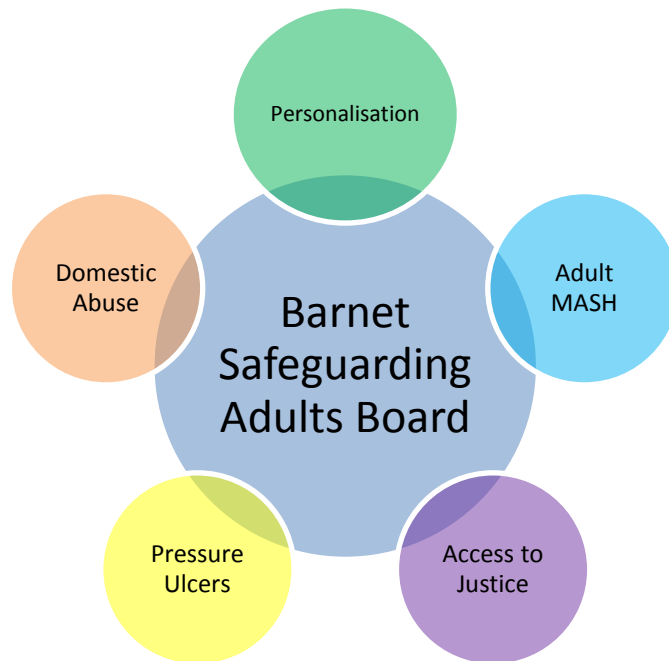 Personalisation
Domestic
Abuse
Adult
MASH
Barnet
Safeguarding
Adults Board
Pressure
Ulcers
Access to
Justice